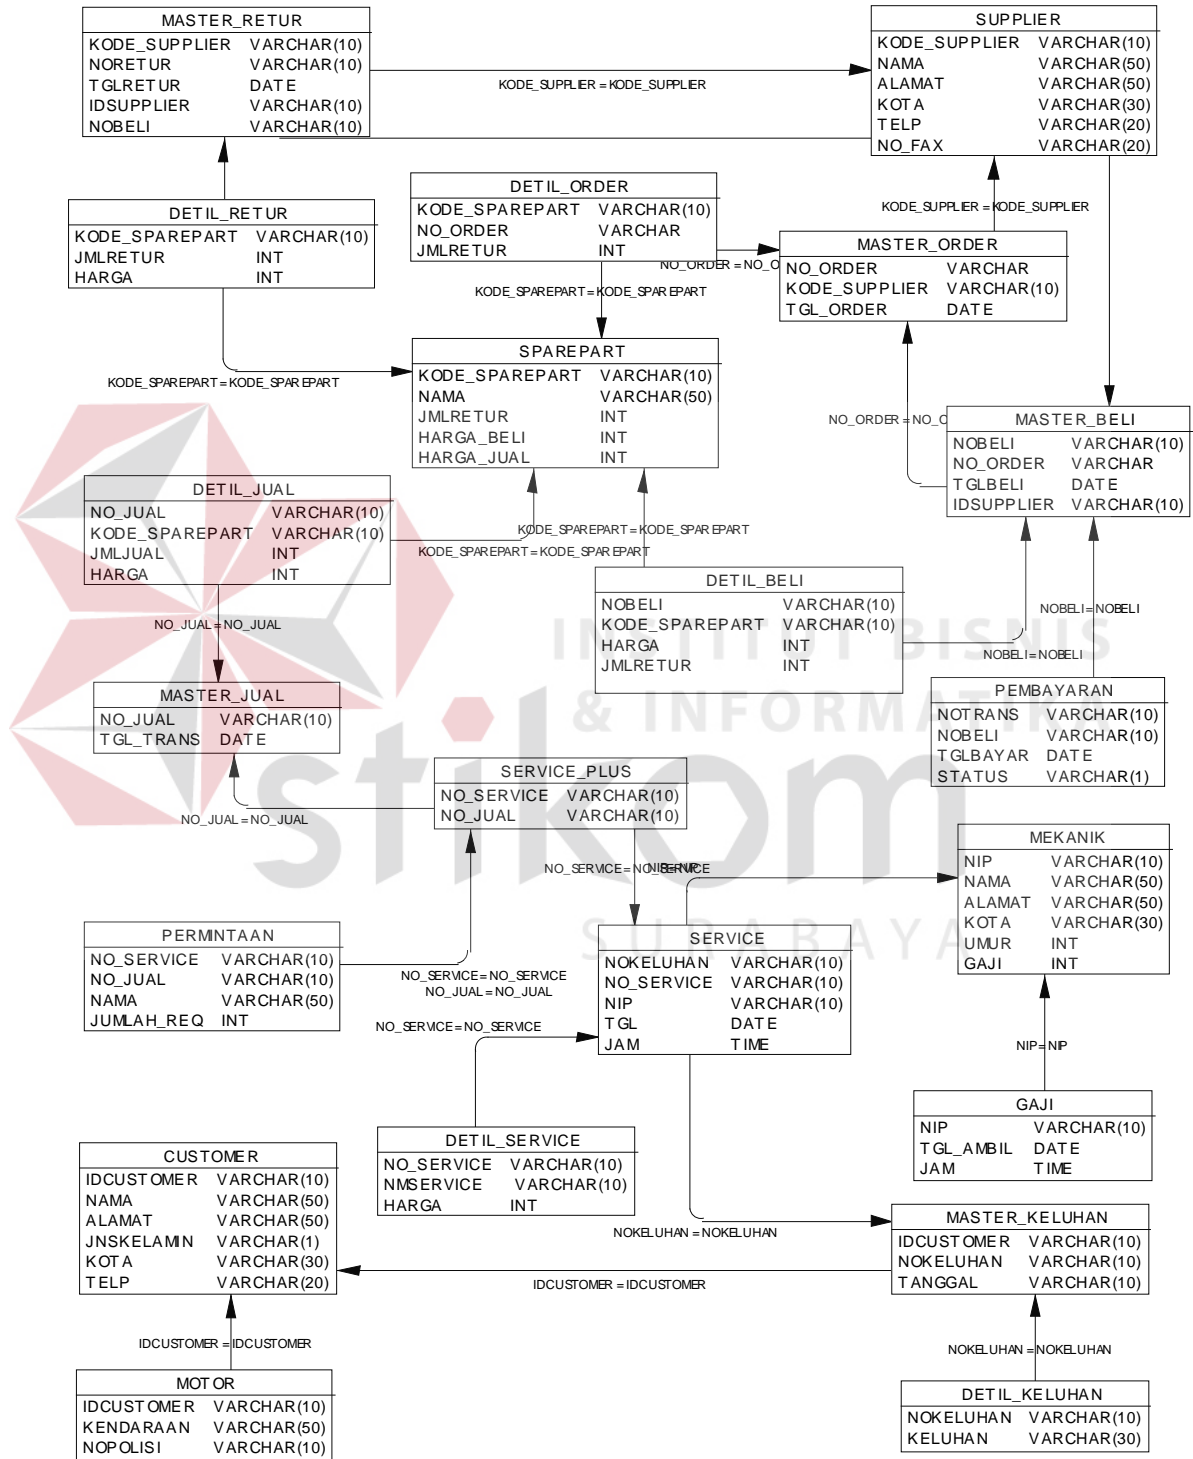 MASTER_RETUR
KODE_SUPPLIER VARCHAR(10)
NORETUR VARCHAR(10)
TGLRETUR DATE
IDSUPPLIER VARCHAR(10)
NOBELI VARCHAR(10)
SUPPLIER
KODE_SUPPLIER VARCHAR(10)
NAMA VARCHAR(50)
ALAMAT VARCHAR(50)
KOTA VARCHAR(30)
TELP VARCHAR(20)
NO_FAX VARCHAR(20)
KODE_SUPPLIER = KODE_SUPPLIER
DETIL_RETUR
KODE_SPAREPART VARCHAR(10)
JMLRETUR INT
HARGA INT
DETIL_ORDER
KODE_SPAREPART VARCHAR(10)
NO_ORDER VARCHAR
JMLRETUR INT
KODE_SUPPLIER = KODE_SUPPLIER
MASTER_ORDER
NO_ORDER VARCHAR
KODE_SUPPLIER VARCHAR(10)
TGL_ORDER DATE
NO_ORDER = NO_O
KODE_SPAREPART = KODE_SPAREPART
KODE_SPAREPART = KODE_SPAREPART
SPAREPART
KODE_SPAREPART VARCHAR(10)
NAMA VARCHAR(50)
JMLRETUR INT
HARGA_BELI INT
HARGA_JUAL INT
NO_ORDER = NO_O
MASTER_BELI
NOBELI VARCHAR(10)
NO_ORDER VARCHAR
TGLBELI DATE
IDSUPPLIER VARCHAR(10)
DETIL_JUAL
NO_JUAL VARCHAR(10)
KODE_SPAREPART VARCHAR(10)
JMLJUAL INT
HARGA INT
KODE_SPAREPART = KODE_SPAREPART
KODE_SPAREPART = KODE_SPAREPART
DETIL_BELI
NOBELI VARCHAR(10)
KODE_SPAREPART VARCHAR(10)
HARGA INT
JMLRETUR INT
NOBELI = NOBELI
NOBELI = NOBELI
NO_JUAL = NO_JUAL
INSTITUT BISNIS
& INFORMATIKA
stikom
SURABAYA
MASTER_JUAL
NO_JUAL VARCHAR(10)
TGL_TRANS DATE
PEMBAYARAN
NOTRANS VARCHAR(10)
NOBELI VARCHAR(10)
TGLBAYAR DATE
STATUS VARCHAR(1)
SERVICE_PLUS
NO_SERVICE VARCHAR(10)
NO_JUAL VARCHAR(10)
NO_JUAL = NO_JUAL
NO_SERVICE = NO_SERVICE
NIP = NIP
MEKANIK
NIP VARCHAR(10)
NAMA VARCHAR(50)
ALAMAT VARCHAR(50)
KOTA VARCHAR(30)
UMUR INT
GAJI INT
PERMINTAAN
NO_SERVICE VARCHAR(10)
NO_JUAL VARCHAR(10)
NAMA VARCHAR(50)
JUMLAH_REQ INT
NO_SERVICE = NO_SERVICE
NO_JUAL = NO_JUAL
SERVICE
NOKELUHAN VARCHAR(10)
NO_SERVICE VARCHAR(10)
NIP VARCHAR(10)
TGL DATE
JAM TIME
NO_SERVICE = NO_SERVICE
NIP = NIP
GAJI
NIP VARCHAR(10)
TGL_AMBIL DATE
JAM TIME
DETIL_SERVICE
NO_SERVICE VARCHAR(10)
NMSERVICE VARCHAR(10)
HARGA INT
CUSTOMER
IDCUSTOMER VARCHAR(10)
NAMA VARCHAR(50)
ALAMAT VARCHAR(50)
JNSKELAMIN VARCHAR(1)
KOTA VARCHAR(30)
TELP VARCHAR(20)
NOKELUHAN = NOKELUHAN
MASTER_KELUHAN
IDCUSTOMER VARCHAR(10)
NOKELUHAN VARCHAR(10)
TANGGAL VARCHAR(10)
IDCUSTOMER = IDCUSTOMER
IDCUSTOMER = IDCUSTOMER
NOKELUHAN = NOKELUHAN
MOTOR
IDCUSTOMER VARCHAR(10)
KENDARAAN VARCHAR(50)
NOPOLISI VARCHAR(10)
DETIL_KELUHAN
NOKELUHAN VARCHAR(10)
KELUHAN VARCHAR(30)